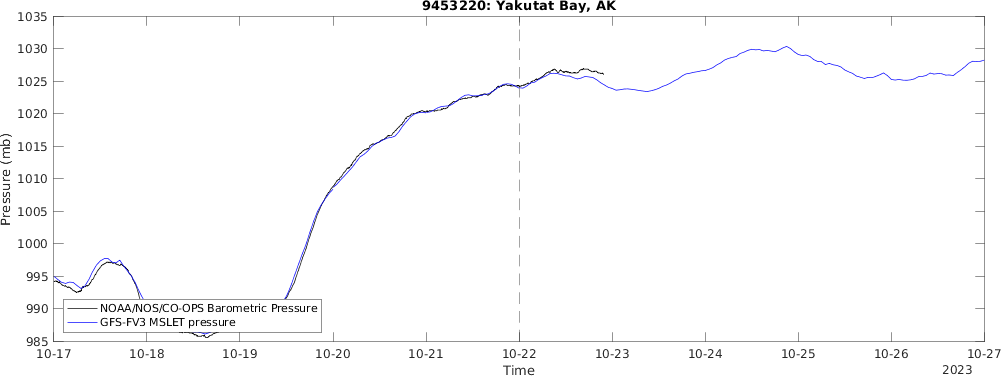 9453220: Yakutat Bay, AK
Pressure (mb)
1035
1030
1025
1020
1015
1010
1005
1000
995
990
985
NOAA/NOS/CO-OPS Barometric Pressure
GFS-FV3 MSLET pressure
10-17 10-18 10-19 10-20 10-21 10-22 10-23 10-24 10-25 10-26 10-27
Time
2023